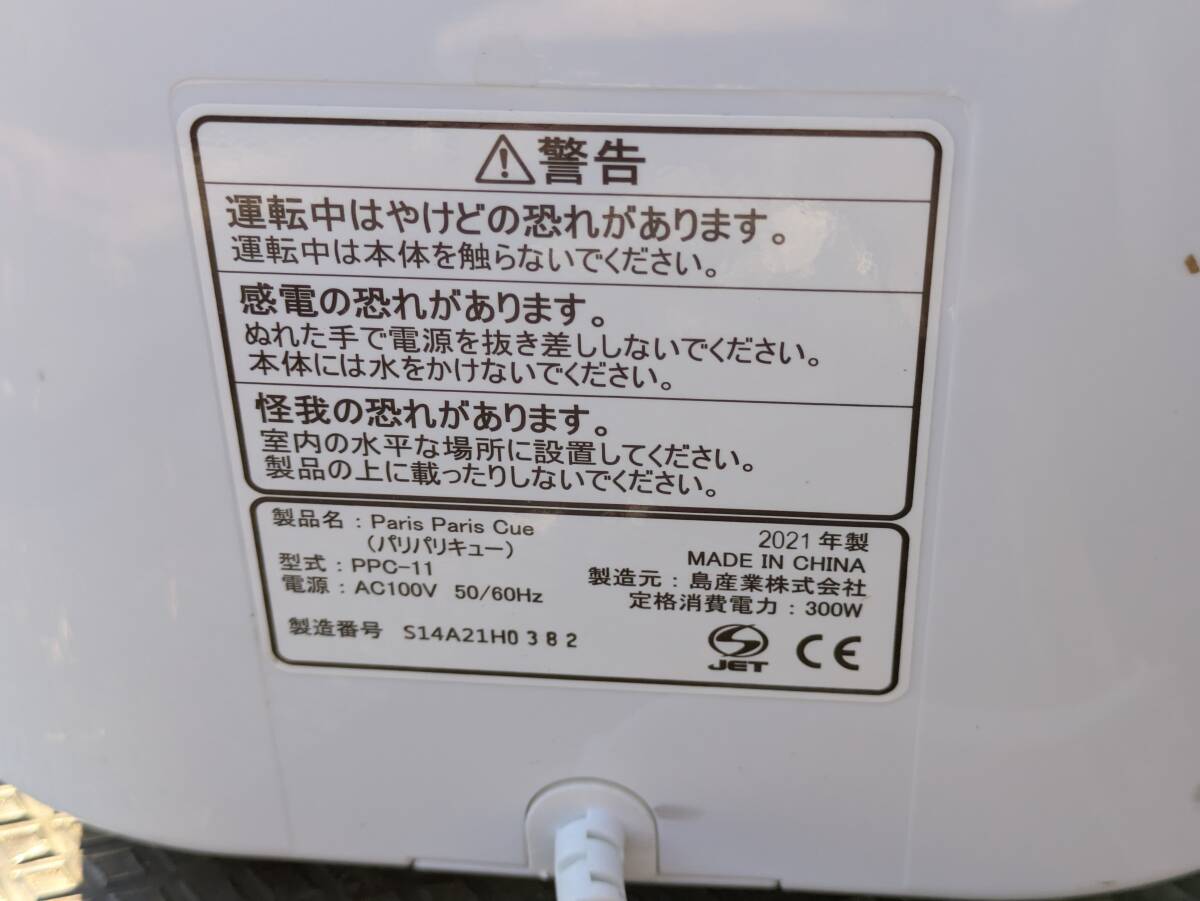 警告
運転中はやけどの恐れがあります。
運転中は本体を触らないでください。
感電の恐れがあります。
ぬれた手で電源を抜き差ししないでください。
本体には水をかけないでください。
怪我の恐れがあります。
室内の水平な場所に設置してください。
製品の上に載ったりしないでください。
製品名 : Paris Paris Cue
(パリパリキュー)
型式 : PPC-11
電源 : AC100V 50/60Hz
製造番号 S14A21H0382
2021 年製
MADE IN CHINA
製造元 : 島産業株式会社
定格消費電力 : 300W
JET CE